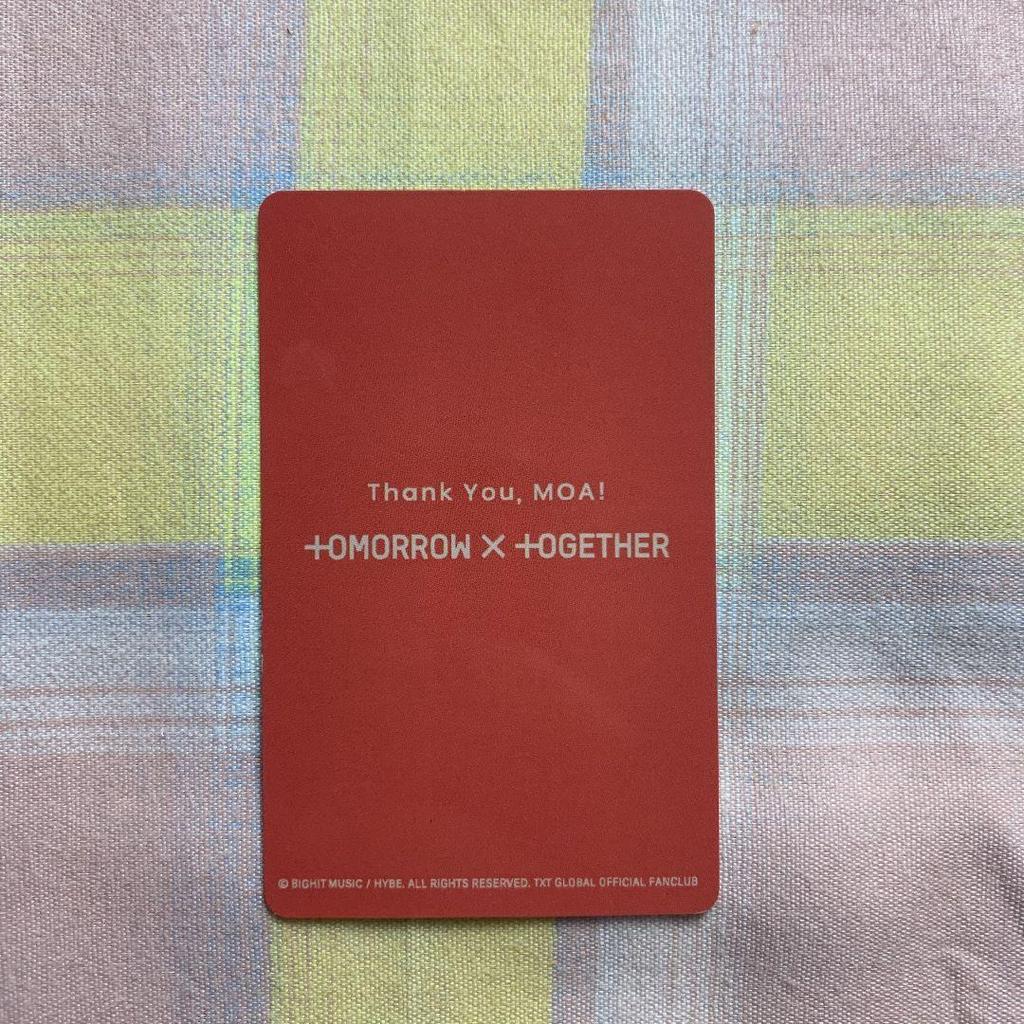 Thank You, MOA!
TOMORROW X TOGETHER
© BIGHIT MUSIC / HYBE. ALL RIGHTS RESERVED. TXT GLOBAL OFFICIAL FANCLUB